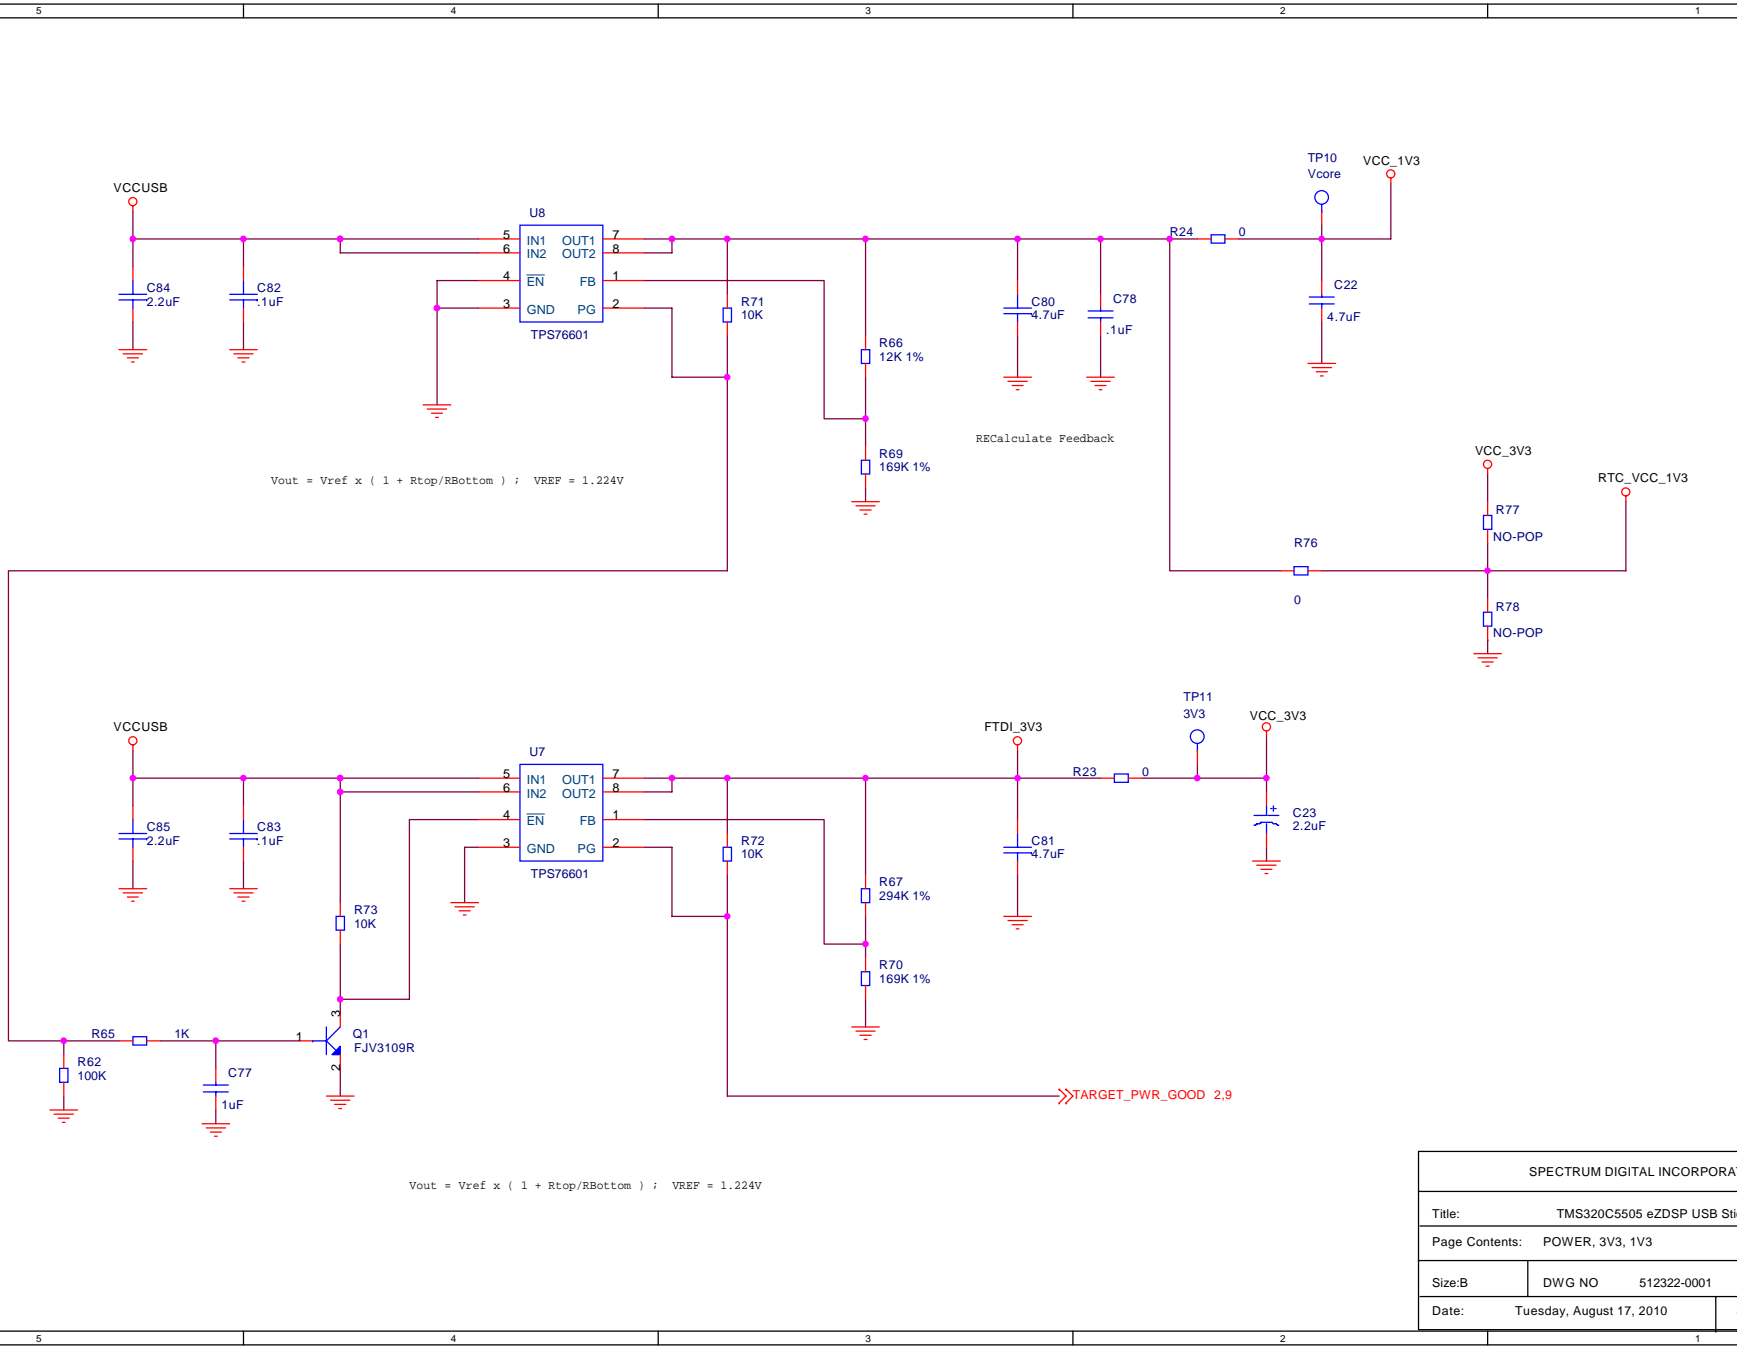 5 4 3 2 1
TP10
Vcore
VCC_1V3
VCCUSB
U8
5 IN1 OUT1 7
6 IN2 OUT2 8
4 EN FB 1
3 GND PG 2
TPS76601
R24 0
C84
2.2uF
C82
.1uF
R71
10K
C80
4.7uF
C78
.1uF
C22
4.7uF
R66
12K 1%
RECalculate Feedback
R69
169K 1%
Vout = Vref x ( 1 + Rtop/RBottom ) ; VREF = 1.224V
VCC_3V3
RTC_VCC_1V3
R77
NO-POP
R76
0
R78
NO-POP
TP11
3V3
VCC_3V3
VCCUSB
FTDI_3V3
U7
5 IN1 OUT1 7
6 IN2 OUT2 8
4 EN FB 1
3 GND PG 2
TPS76601
R23 0
C85
2.2uF
C83
.1uF
R72
10K
C81
4.7uF
+
C23
2.2uF
R67
294K 1%
R73
10K
R70
169K 1%
3
R65 1K
1
Q1
FJV3109R
2
R62
100K
C77
1uF
TARGET_PWR_GOOD 2,9
Vout = Vref x ( 1 + Rtop/RBottom ) ; VREF = 1.224V
SPECTRUM DIGITAL INCORPORA
Title: TMS320C5505 eZDSP USB Sti
Page Contents: POWER, 3V3, 1V3
Size:B DWG NO 512322-0001
Date: Tuesday, August 17, 2010
5 4 3 2 1